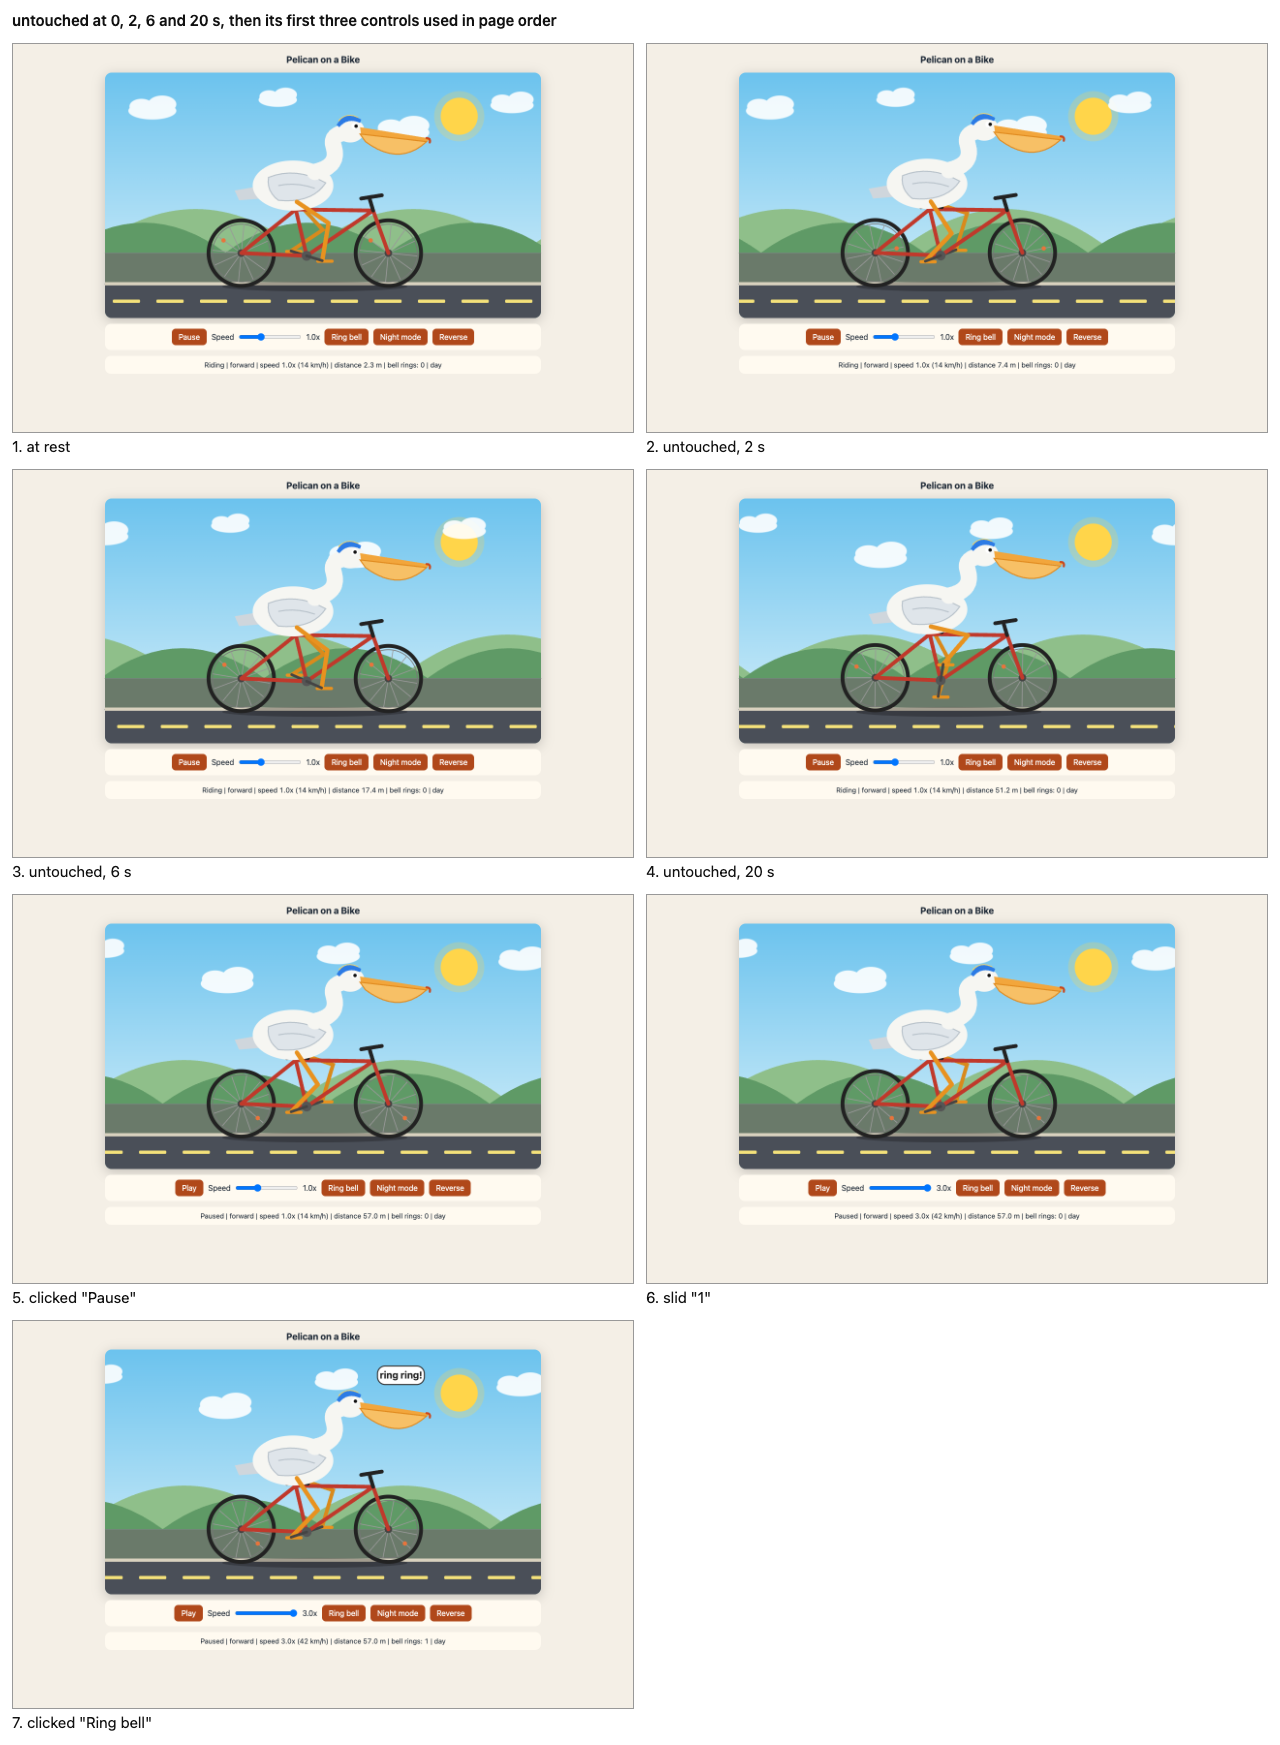 untouched at 0, 2, 6 and 20 s, then its first three controls used in page order
Pelican on a Bike
Pause Speed 1.0x Ring bell Night mode Reverse
Riding | forward | speed 1.0x (14 km/h) | distance 2.3 m | bell rings: 0 | day
1. at rest
Pelican on a Bike
Pause Speed 1.0x Ring bell Night mode Reverse
Riding | forward | speed 1.0x (14 km/h) | distance 7.4 m | bell rings: 0 | day
2. untouched, 2 s
Pelican on a Bike
Pause Speed 1.0x Ring bell Night mode Reverse
Riding | forward | speed 1.0x (14 km/h) | distance 17.4 m | bell rings: 0 | day
3. untouched, 6 s
Pelican on a Bike
Pause Speed 1.0x Ring bell Night mode Reverse
Riding | forward | speed 1.0x (14 km/h) | distance 51.2 m | bell rings: 0 | day
4. untouched, 20 s
Pelican on a Bike
Play Speed 1.0x Ring bell Night mode Reverse
Paused | forward | speed 1.0x (14 km/h) | distance 57.0 m | bell rings: 0 | day
5. clicked "Pause"
Pelican on a Bike
Play Speed 3.0x Ring bell Night mode Reverse
Paused | forward | speed 3.0x (42 km/h) | distance 57.0 m | bell rings: 0 | day
6. slid "1"
Pelican on a Bike
ring ring!
Play Speed 3.0x Ring bell Night mode Reverse
Paused | forward | speed 3.0x (42 km/h) | distance 57.0 m | bell rings: 1 | day
7. clicked "Ring bell"